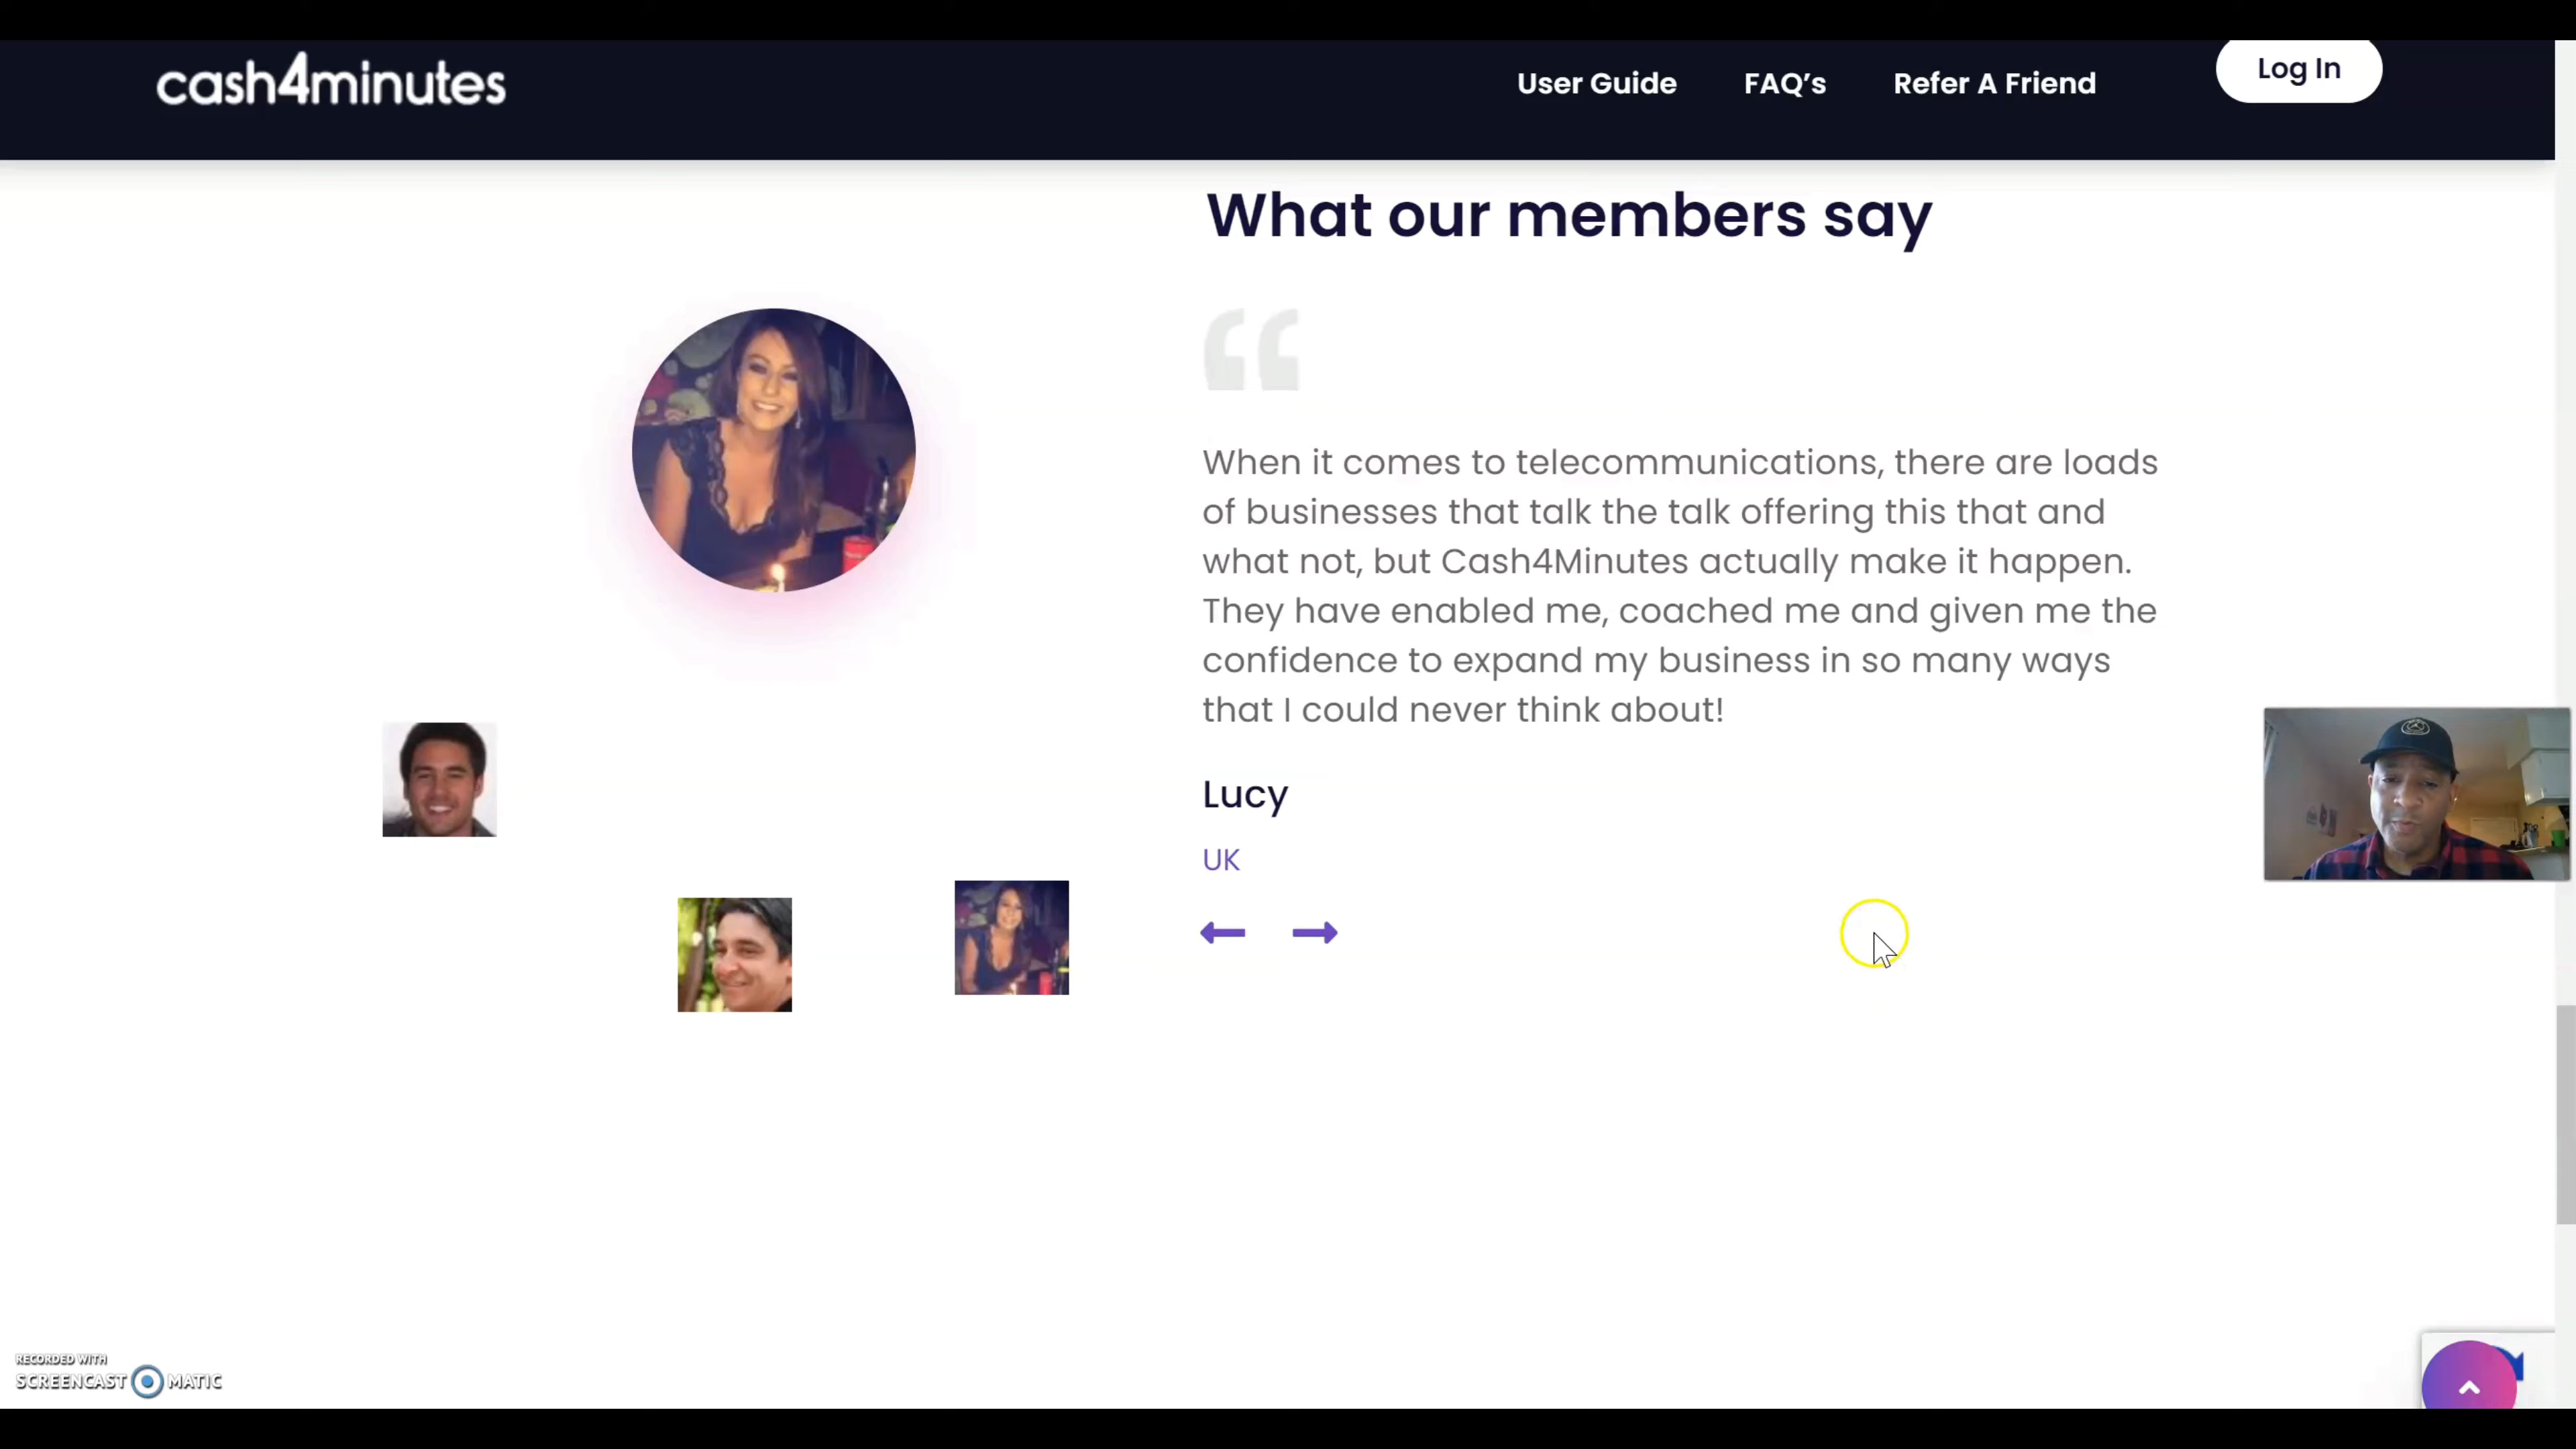 cash4minutes
User Guide
FAQ's
Refer A Friend
Log In
What our members say
When it comes to telecommunications, there are loads
of businesses that talk the talk offering this that and
what not, but Cash4Minutes actually make it happen.
They have enabled me, coached me and given me the
confidence to expand my business in so many ways
that I could never think about!
Lucy
UK
RECORDED WITH
SCREENCAST MATIC